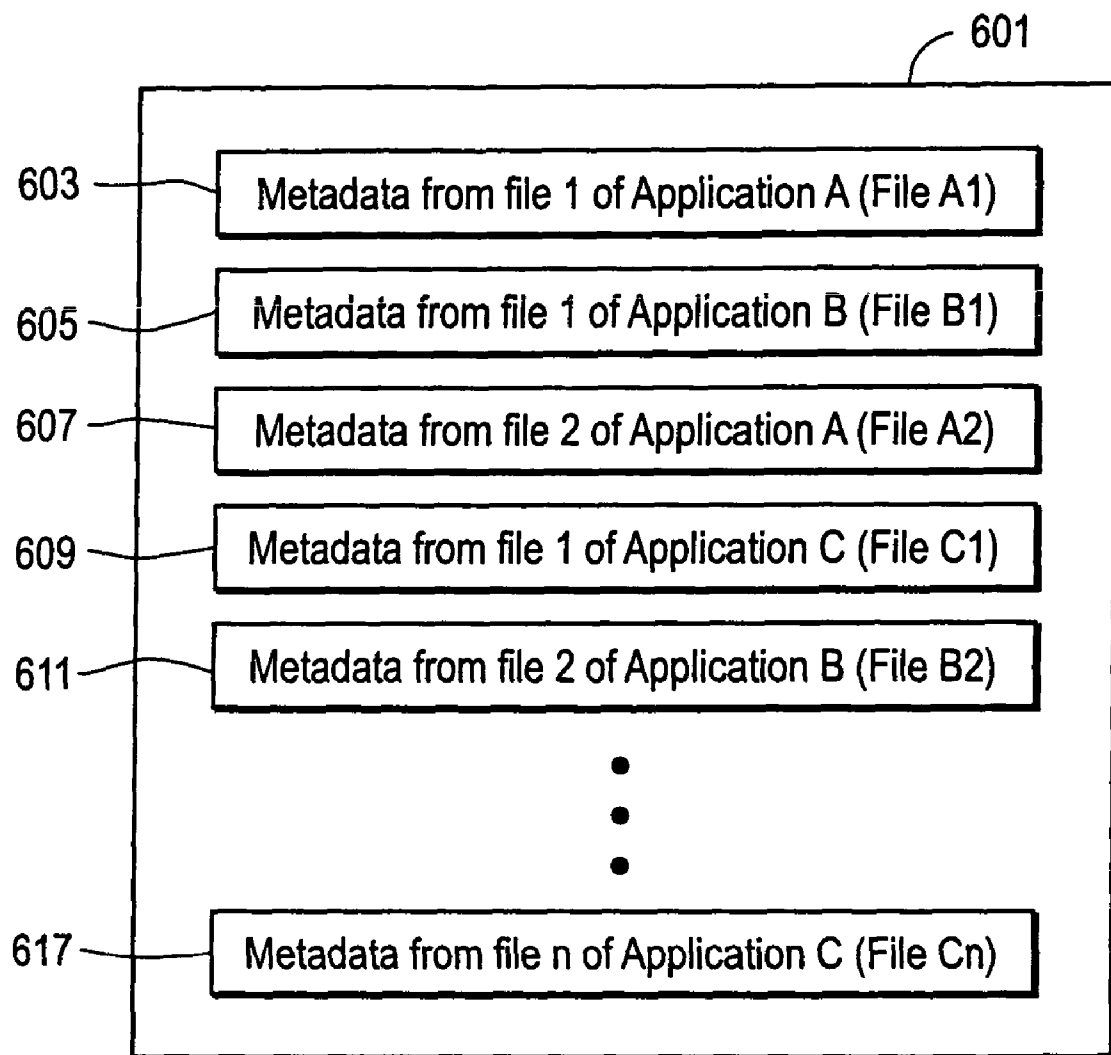 601
603 Metadata from file 1 of Application A (File A1)
605 Metadata from file 1 of Application B (File B1)
607 Metadata from file 2 of Application A (File A2)
609 Metadata from file 1 of Application C (File C1)
611 Metadata from file 2 of Application B (File B2)
617 Metadata from file n of Application C (File Cn)